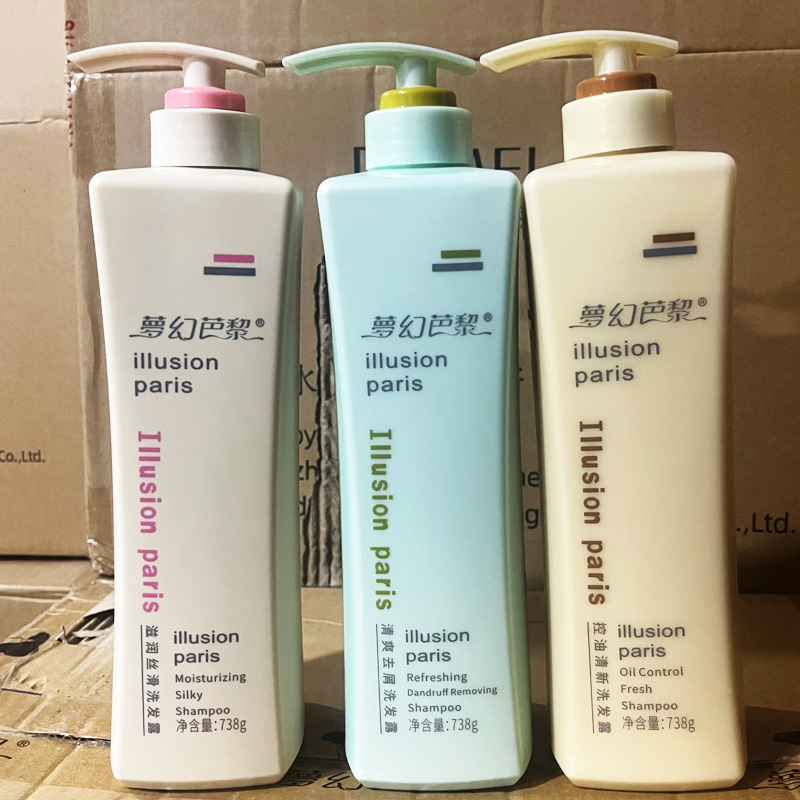 夢幻芭黎®
illusion
paris
Illusion paris
滋润丝滑洗发露
illusion
paris
Moisturizing
Silky
Shampoo
净含量:738g
夢幻芭黎®
illusion
paris
Illusion paris
清爽去屑洗发露
illusion
paris
Refreshing
Dandruff Removing
Shampoo
净含量:738g
夢幻芭黎®
illusion
paris
Illusion paris
控油清新洗发露
illusion
paris
Oil Control
Fresh
Shampoo
净含量:738g
Co.,Ltd.
.,Ltd.